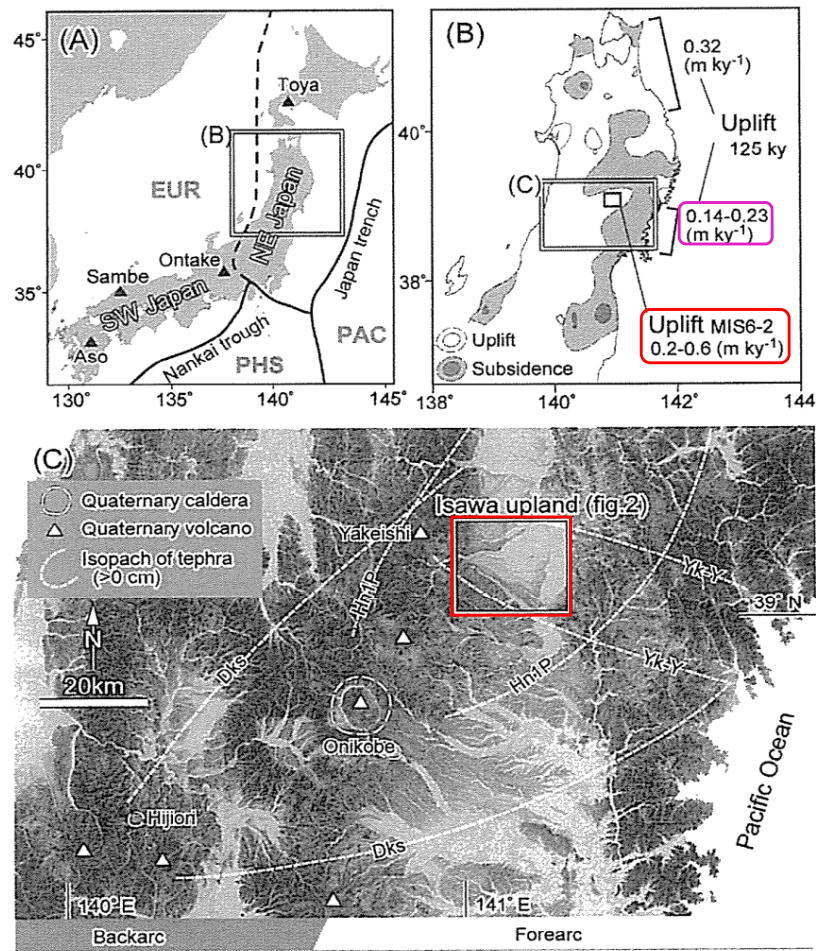 (A)
45°
40°
35°
130°
135°
140°
145°
Toya
(B)
EUR
NE Japan
Japan trench
Ontake
Sambe
SW Japan
Aso
Nankai trough
PHS
PAC
(B)
40°
38°
138°
140°
142°
144
0.32
(m ky⁻¹)
Uplift
125 ky
(C)
0.14-0.23
(m ky⁻¹)
Uplift MIS6-2
0.2-0.6 (m ky⁻¹)
Uplift
Subsidence
(C)
Quaternary caldera
Quaternary volcano
Isopach of tephra
(>0 cm)
N
20km
Isawa upland (fig.2)
Yakeishi
Hn1P
Yk-Y
39° N
Dks
Yk-Y
Hn1P
Onikobe
Hijiori
Dks
Pacific Ocean
140° E
141° E
Backarc
Forearc